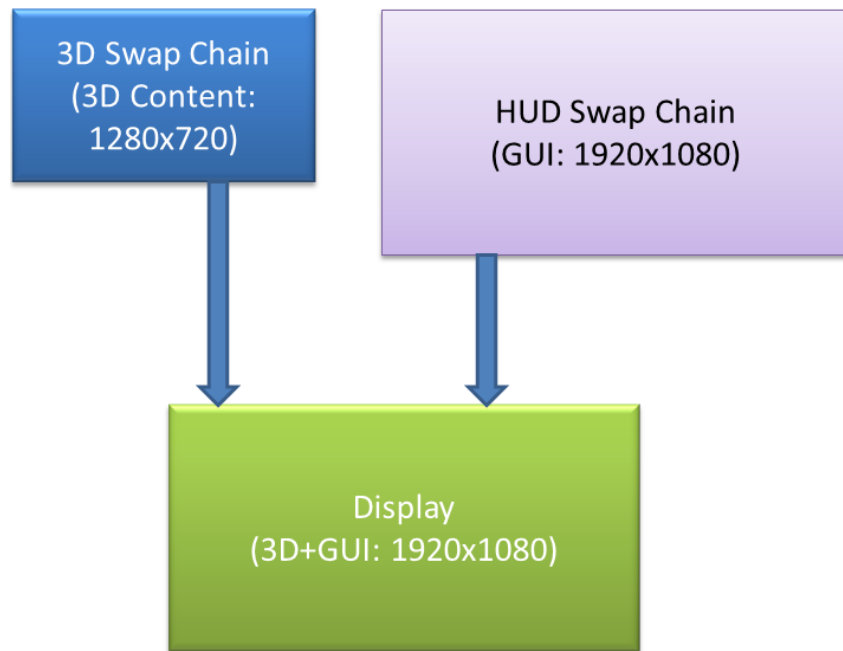 3D Swap Chain
(3D Content:
1280x720)
HUD Swap Chain
(GUI: 1920x1080)
Display
(3D+GUI: 1920x1080)